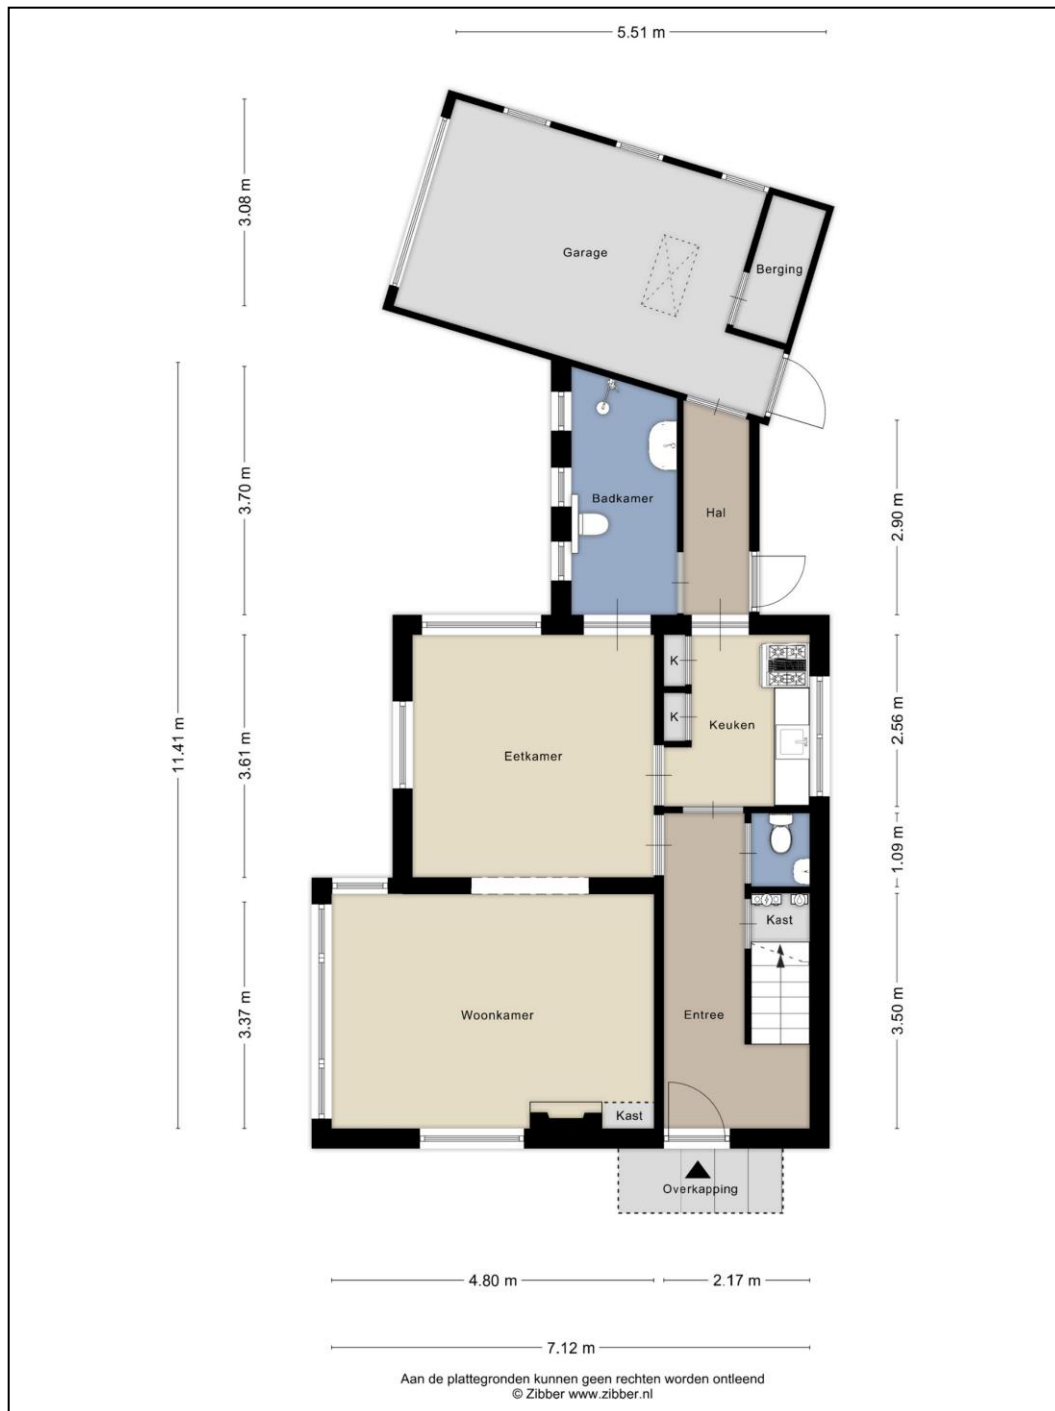 5.51 m
3.08 m
Garage
Berging
11.41 m
3.70 m
Badkamer
Hal
2.90 m
3.61 m
K
K
Keuken
Eetkamer
2.56 m
1.09 m
3.37 m
Kast
Woonkamer
Entree
3.50 m
Kast
Overkapping
4.80 m
2.17 m
7.12 m
Aan de plattegronden kunnen geen rechten worden ontleend
© Zibber www.zibber.nl